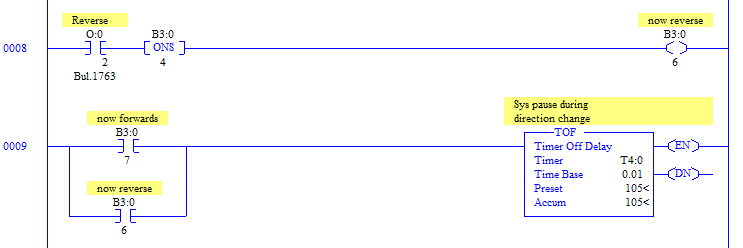 Reverse
now reverse
O:0
B3:0
B3:0
0008
ONS
2
4
6
Bul.1763
Sys pause during
direction change
now forwards
B3:0
TOF
0009
Timer Off Delay
EN
7
Timer T4:0
Time Base 0.01
DN
now reverse
Preset 105<
B3:0
Accum 105<
6